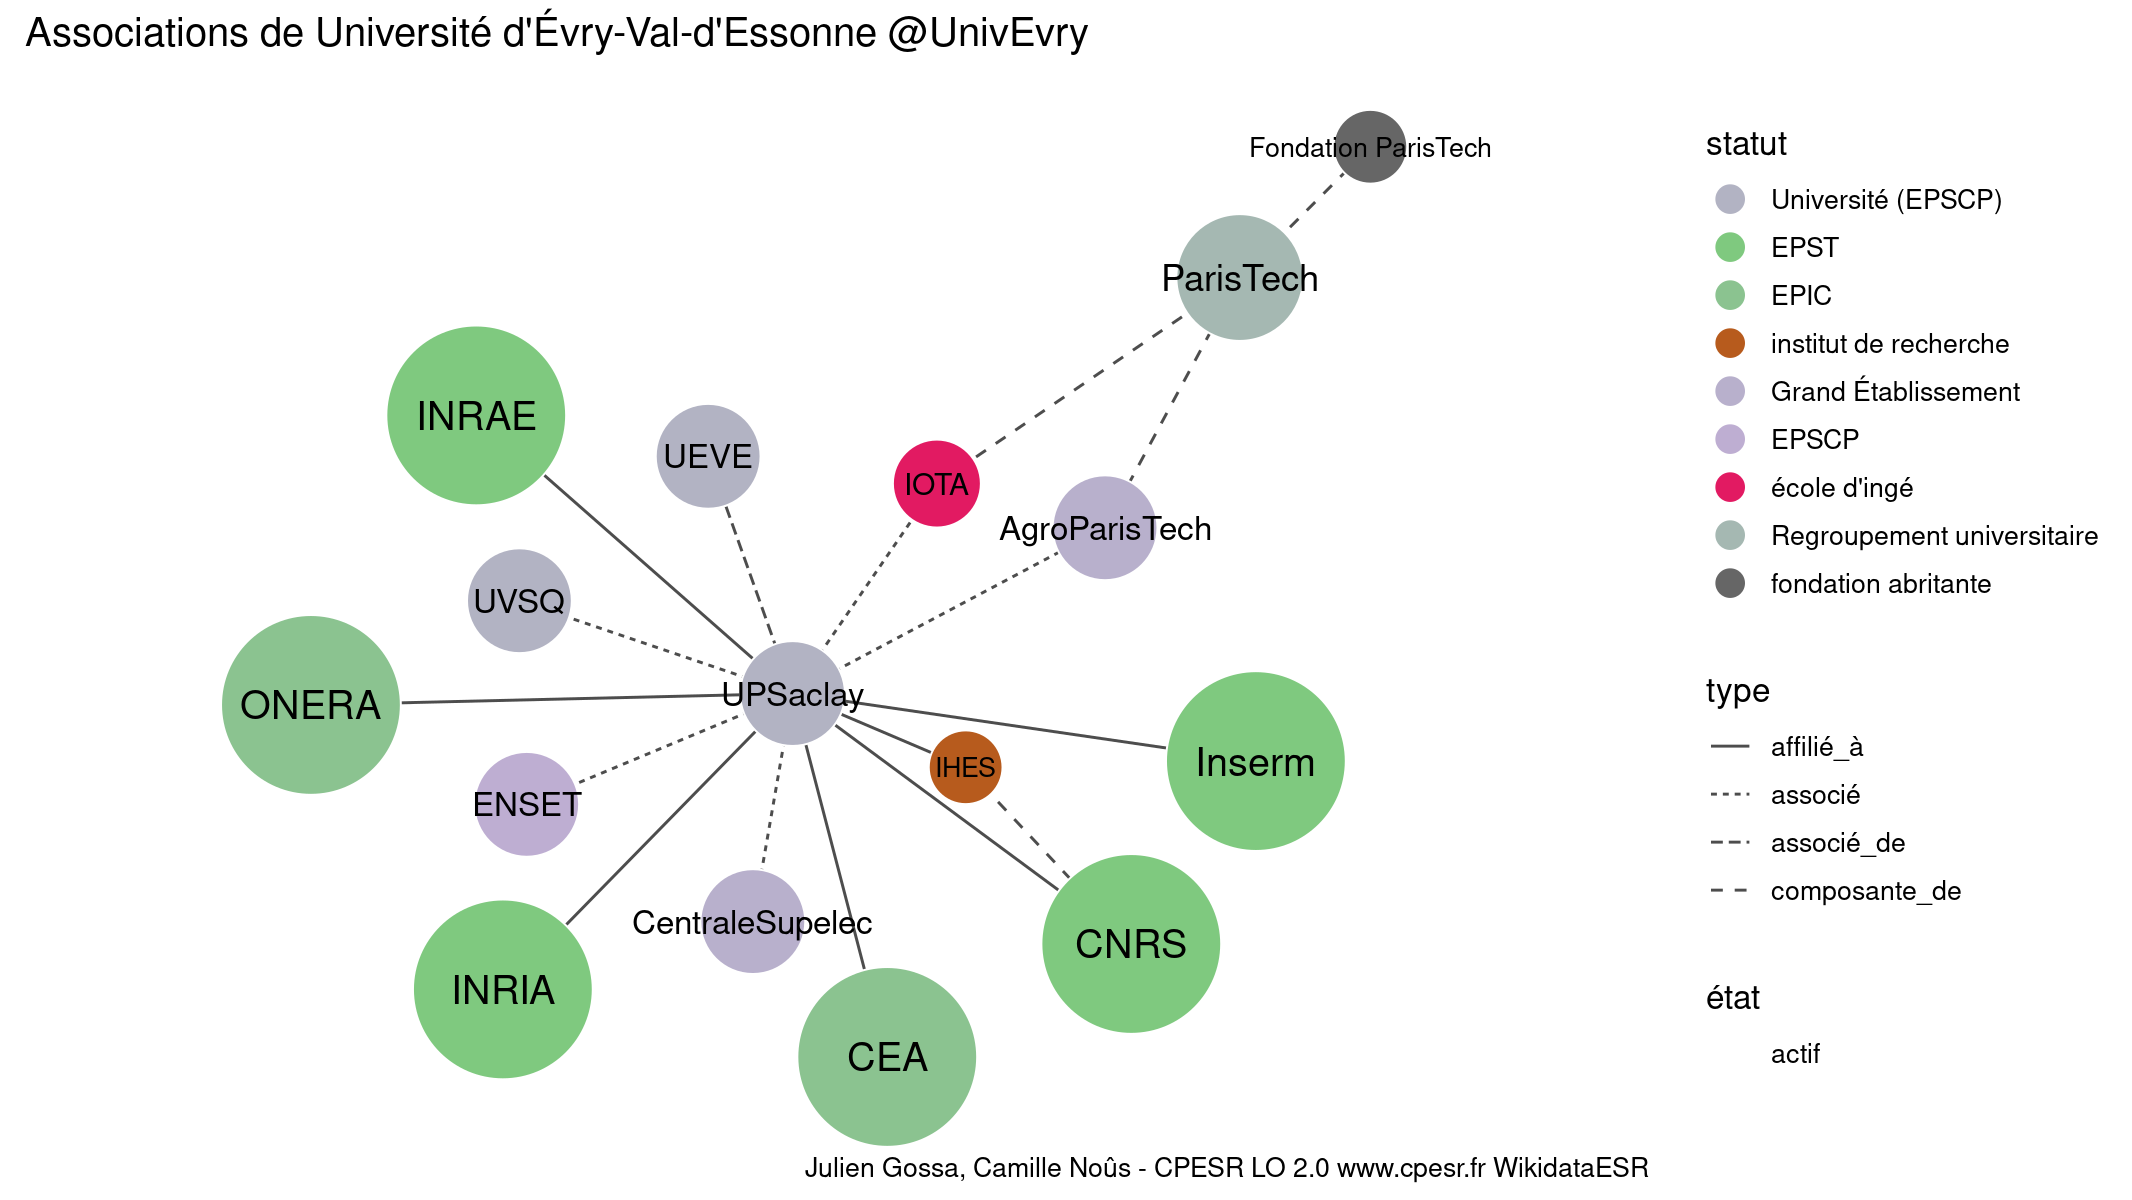 Associations de Université d'Évry-Val-d'Essonne @UnivEvry
Fondation ParisTech
ParisTech
INRAE
UEVE
IOTA
AgroParisTech
UVSQ
ONERA
UPSaclay
Inserm
IHES
ENSET
CentraleSupelec
CNRS
INRIA
CEA
statut
Université (EPSCP)
EPST
EPIC
institut de recherche
Grand Établissement
EPSCP
école d'ingé
Regroupement universitaire
fondation abritante
type
affilié_à
associé
associé_de
composante_de
état
actif
Julien Gossa, Camille Noûs - CPESR LO 2.0 www.cpesr.fr WikidataESR